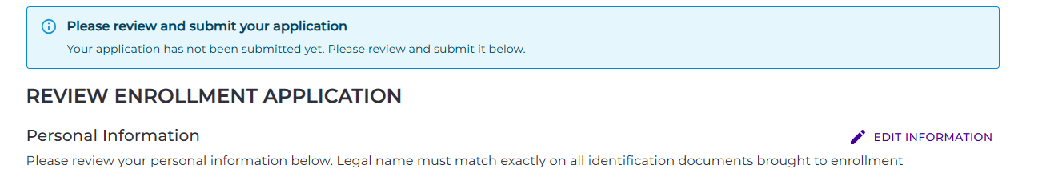 Please review and submit your application
Your application has not been submitted yet. Please review and submit it below.
REVIEW ENROLLMENT APPLICATION
Personal Information
EDIT INFORMATION
Please review your personal information below. Legal name must match exactly on all identification documents brought to enrollment